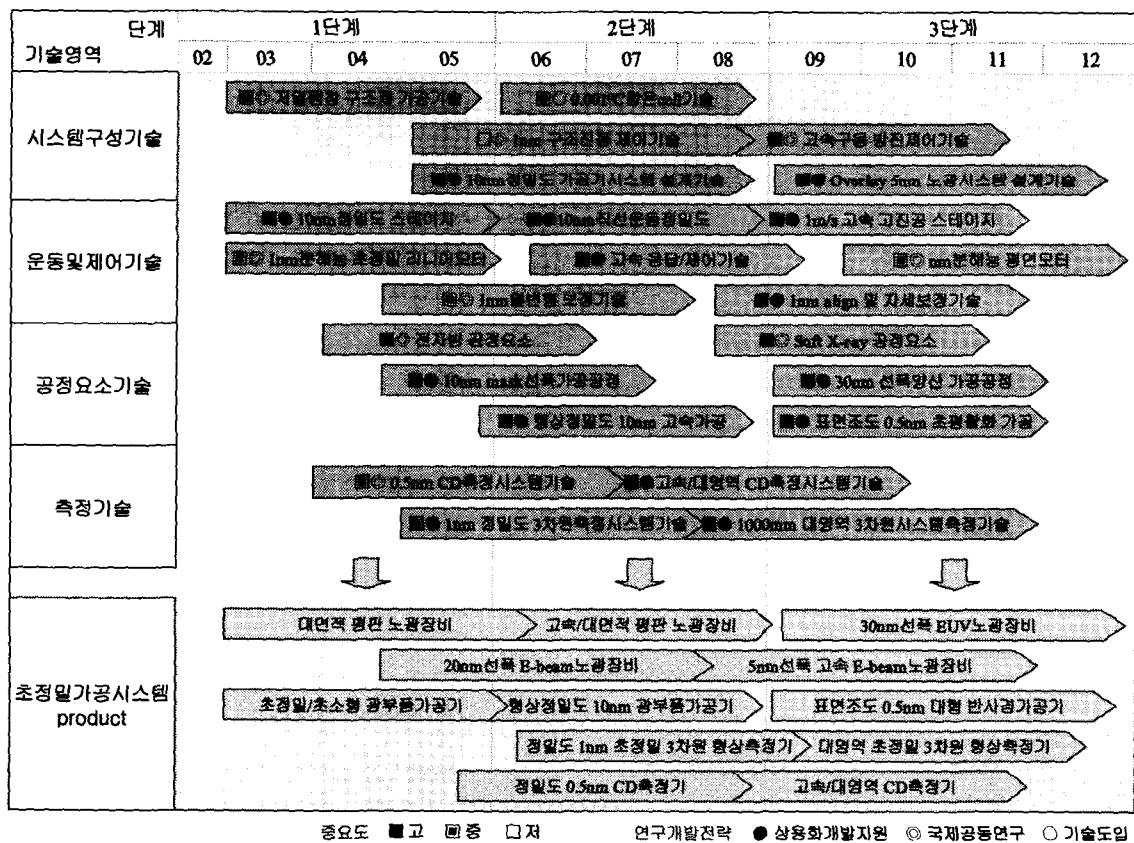 단계
1단계 2단계 3단계
기술영역
02 03 04 05 06 07 08 09 10 11 12
시스템구성기술
저열팽창 구조물 가공기술
1nm 구조진동 제어기술 고속구동 방진제어기술
10nm정밀도 가공기시스템 설계기술 Overlay 5nm 노광시스템 설계기술
운동및제어기술
10nm정밀도 스테이지 10nm직선운동정밀도 1m/s 고속 고진공 스테이지
1nm분해능 초정밀 리니어모터 고속 응답/제어기술 nm분해능 평면모터
1nm 보정기술 1nm align 및 자세보정기술
공정요소기술
전자빔 공정요소 Soft X-ray 공정요소
10nm mask선폭가공공정 30nm 선폭양산 가공공정
형상정밀도 10nm 고속가공 표면조도 0.5nm 초평활화 가공
측정기술
0.5nm CD측정시스템기술 고속/대영역 CD측정시스템기술
1nm 정밀도 3차원측정시스템기술 1000mm 대영역 3차원시스템측정기술
초정밀가공시스템
product
대면적 평판 노광장비 고속/대면적 평판 노광장비 30nm선폭 EUV노광장비
20nm선폭 E-beam노광장비 5nm선폭 고속 E-beam노광장비
초정밀/초소형 광부품가공기 형상정밀도 10nm 광부품가공기 표면조도 0.5nm 대형 반사경가공기
정밀도 1nm 초정밀 3차원 형상측정기 대영역 초정밀 3차원 형상측정기
정밀도 0.5nm CD측정기 고속/대영역 CD측정기
중요도 ■ 고 ▣ 중 □ 저 연구개발전략 ● 상용화개발지원 ◎ 국제공동연구 ○ 기술도입